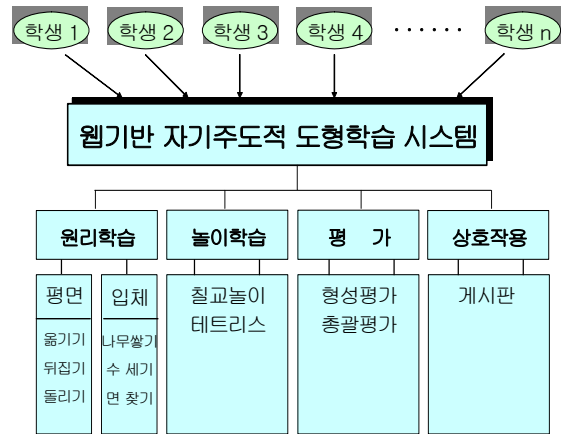 학생 1 학생 2 학생 3 학생 4 ...... 학생 n
웹기반 자기주도적 도형학습 시스템
원리학습 놀이학습 평 가 상호작용
평면
옮기기
뒤집기
돌리기
입체
나무쌓기
수 세기
면 찾기
칠교놀이
테트리스
형성평가
총괄평가
게시판